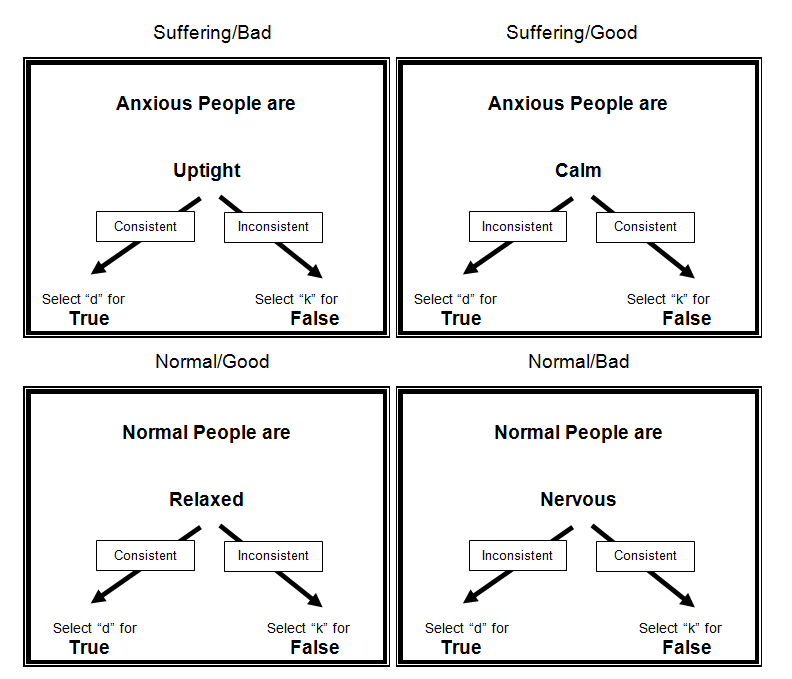 Suffering/Bad
Anxious People are
Uptight
Consistent
Inconsistent
Select “d” for
True
Select “k” for
False
Suffering/Good
Anxious People are
Calm
Inconsistent
Consistent
Select “d” for
True
Select “k” for
False
Normal/Good
Normal People are
Relaxed
Consistent
Inconsistent
Select “d” for
True
Select “k” for
False
Normal/Bad
Normal People are
Nervous
Inconsistent
Consistent
Select “d” for
True
Select “k” for
False